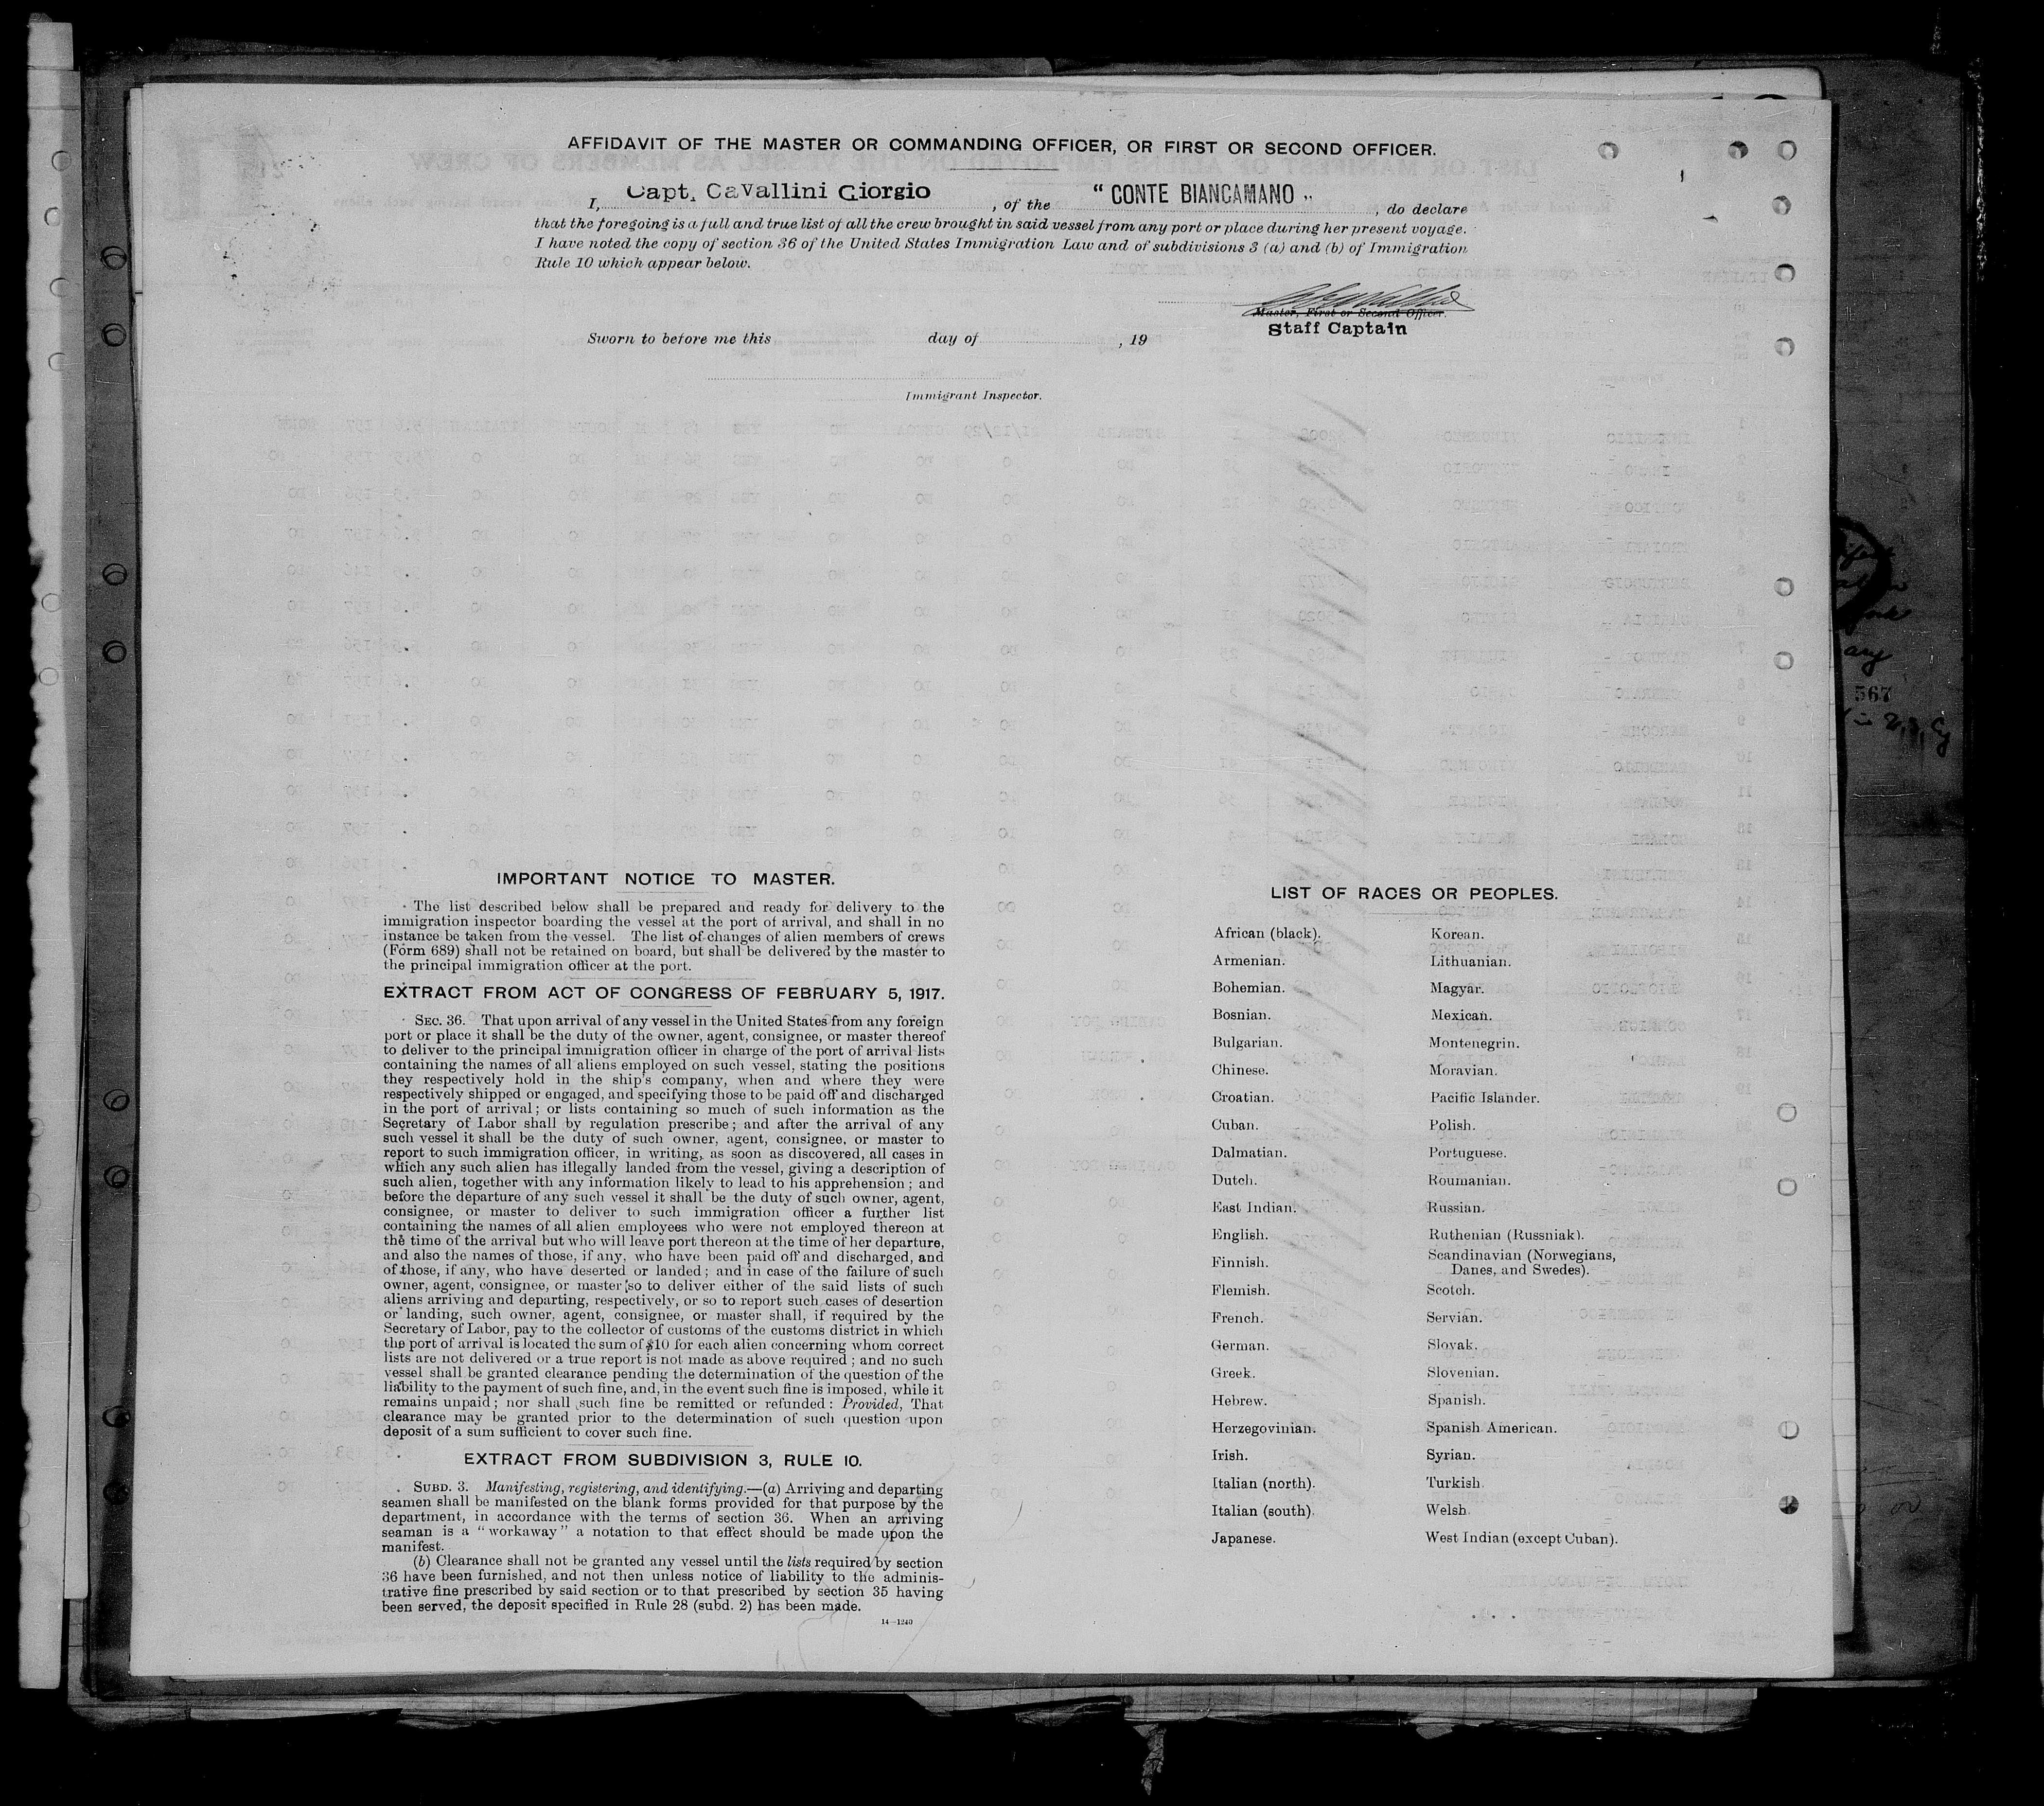 AFFIDAVIT OF THE MASTER OR COMMANDING OFFICER, OR FIRST OR SECOND OFFICER.
I, Capt. Cavallini Giorgio, of the "CONTE BIANCAMANO", do declare
that the foregoing is a full and true list of all the crew brought in said vessel from any port or place during her present voyage.
I have noted the copy of section 36 of the United States Immigration Law and of subdivisions 3 (a) and (b) of Immigration
Rule 10 which appear below.
Master, First or Second Officer.
Staff Captain
Sworn to before me this day of , 19
Immigrant Inspector.
IMPORTANT NOTICE TO MASTER.
The list described below shall be prepared and ready for delivery to the
immigration inspector boarding the vessel at the port of arrival, and shall in no
instance be taken from the vessel. The list of changes of alien members of crews
(Form 689) shall not be retained on board, but shall be delivered by the master to
the principal immigration officer at the port.
EXTRACT FROM ACT OF CONGRESS OF FEBRUARY 5, 1917.
SEC. 36. That upon arrival of any vessel in the United States from any foreign
port or place it shall be the duty of the owner, agent, consignee, or master thereof
to deliver to the principal immigration officer in charge of the port of arrival lists
containing the names of all aliens employed on such vessel, stating the positions
they respectively hold in the ship's company, when and where they were
respectively shipped or engaged, and specifying those to be paid off and discharged
in the port of arrival; or lists containing so much of such information as the
Secretary of Labor shall by regulation prescribe; and after the arrival of any
such vessel it shall be the duty of such owner, agent, consignee, or master to
report to such immigration officer, in writing, as soon as discovered, all cases in
which any such alien has illegally landed from the vessel, giving a description of
such alien, together with any information likely to lead to his apprehension; and
before the departure of any such vessel it shall be the duty of such owner, agent,
consignee, or master to deliver to such immigration officer a further list
containing the names of all alien employees who were not employed thereon at
the time of the arrival but who will leave port thereon at the time of her departure,
and also the names of those, if any, who have been paid off and discharged, and
of those, if any, who have deserted or landed; and in case of the failure of such
owner, agent, consignee, or master so to deliver either of the said lists of such
aliens arriving and departing, respectively, or so to report such cases of desertion
or landing, such owner, agent, consignee, or master shall, if required by the
Secretary of Labor, pay to the collector of customs of the customs district in which
the port of arrival is located the sum of $10 for each alien concerning whom correct
lists are not delivered or a true report is not made as above required; and no such
vessel shall be granted clearance pending the determination of the question of the
liability to the payment of such fine, and, in the event such fine is imposed, while it
remains unpaid; nor shall such fine be remitted or refunded: Provided, That
clearance may be granted prior to the determination of such question upon
deposit of a sum sufficient to cover such fine.
EXTRACT FROM SUBDIVISION 3, RULE 10.
SUBD. 3. Manifesting, registering, and identifying.—(a) Arriving and departing
seamen shall be manifested on the blank forms provided for that purpose by the
department, in accordance with the terms of section 36. When an arriving
seaman is a "workaway" a notation to that effect should be made upon the
manifest.
(b) Clearance shall not be granted any vessel until the lists required by section
36 have been furnished, and not then unless notice of liability to the adminis-
trative fine prescribed by said section or to that prescribed by section 35 having
been served, the deposit specified in Rule 28 (subd. 2) has been made.
14—1240
LIST OF RACES OR PEOPLES.
African (black).
Armenian.
Bohemian.
Bosnian.
Bulgarian.
Chinese.
Croatian.
Cuban.
Dalmatian.
Dutch.
East Indian.
English.
Finnish.
Flemish.
French.
German.
Greek.
Hebrew.
Herzegovinian.
Irish.
Italian (north).
Italian (south).
Japanese.
Korean.
Lithuanian.
Magyar.
Mexican.
Montenegrin.
Moravian.
Pacific Islander.
Polish.
Portuguese.
Roumanian.
Russian.
Ruthenian (Russniak).
Scandinavian (Norwegians,
Danes, and Swedes).
Scotch.
Servian.
Slovak.
Slovenian.
Spanish.
Spanish American.
Syrian.
Turkish.
Welsh.
West Indian (except Cuban).
any
567